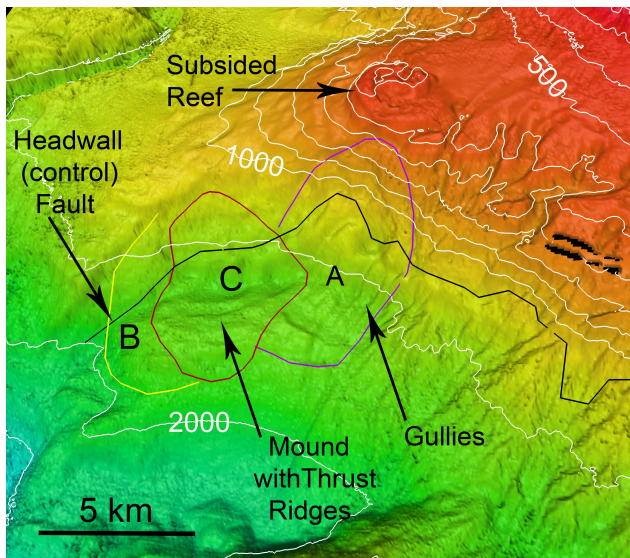 Subsided
Reef
500
Headwall
(control)
Fault
1000
C
A
B
2000
Gullies
Mound
withThrust
Ridges
5 km